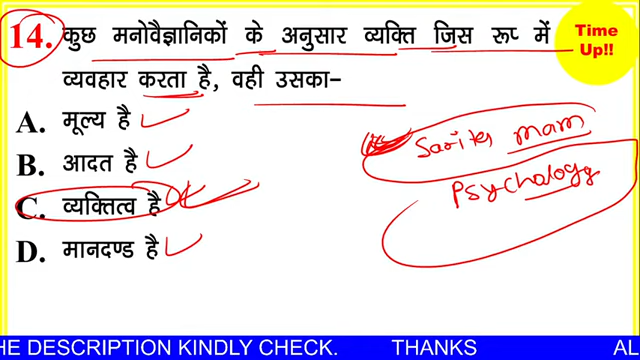 14. कुछ मनोवैज्ञानिकों के अनुसार व्यक्ति जिस रूप में
व्यवहार करता है, वही उसका-
A. मूल्य है
B. आदत है
C. व्यक्तित्व है
D. मानदण्ड है
Time
Up!!
Sarites mam
Psychology
HE DESCRIPTION KINDLY CHECK. THANKS AL